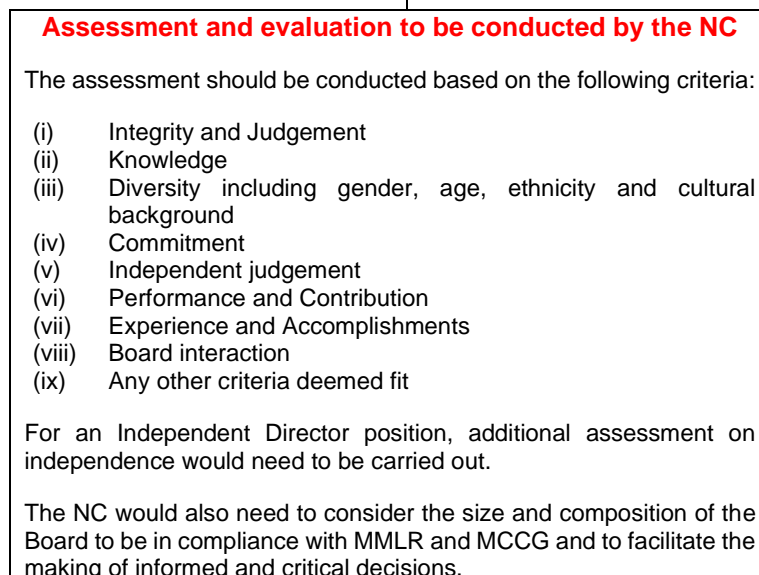 Assessment and evaluation to be conducted by the NC
The assessment should be conducted based on the following criteria:
(i) Integrity and Judgement
(ii) Knowledge
(iii) Diversity including gender, age, ethnicity and cultural
background
(iv) Commitment
(v) Independent judgement
(vi) Performance and Contribution
(vii) Experience and Accomplishments
(viii) Board interaction
(ix) Any other criteria deemed fit
For an Independent Director position, additional assessment on
independence would need to be carried out.
The NC would also need to consider the size and composition of the
Board to be in compliance with MMLR and MCCG and to facilitate the
making of informed and critical decisions.